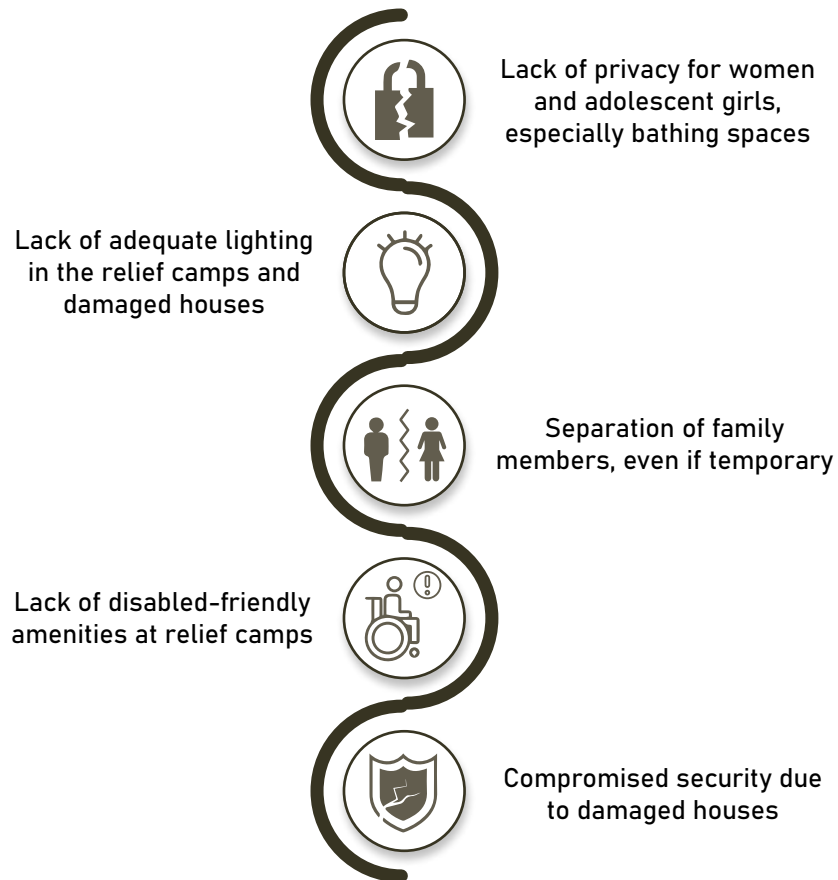 Lack of privacy for women
and adolescent girls,
especially bathing spaces
Lack of adequate lighting
in the relief camps and
damaged houses
Separation of family
members, even if temporary
Lack of disabled-friendly
amenities at relief camps
Compromised security due
to damaged houses